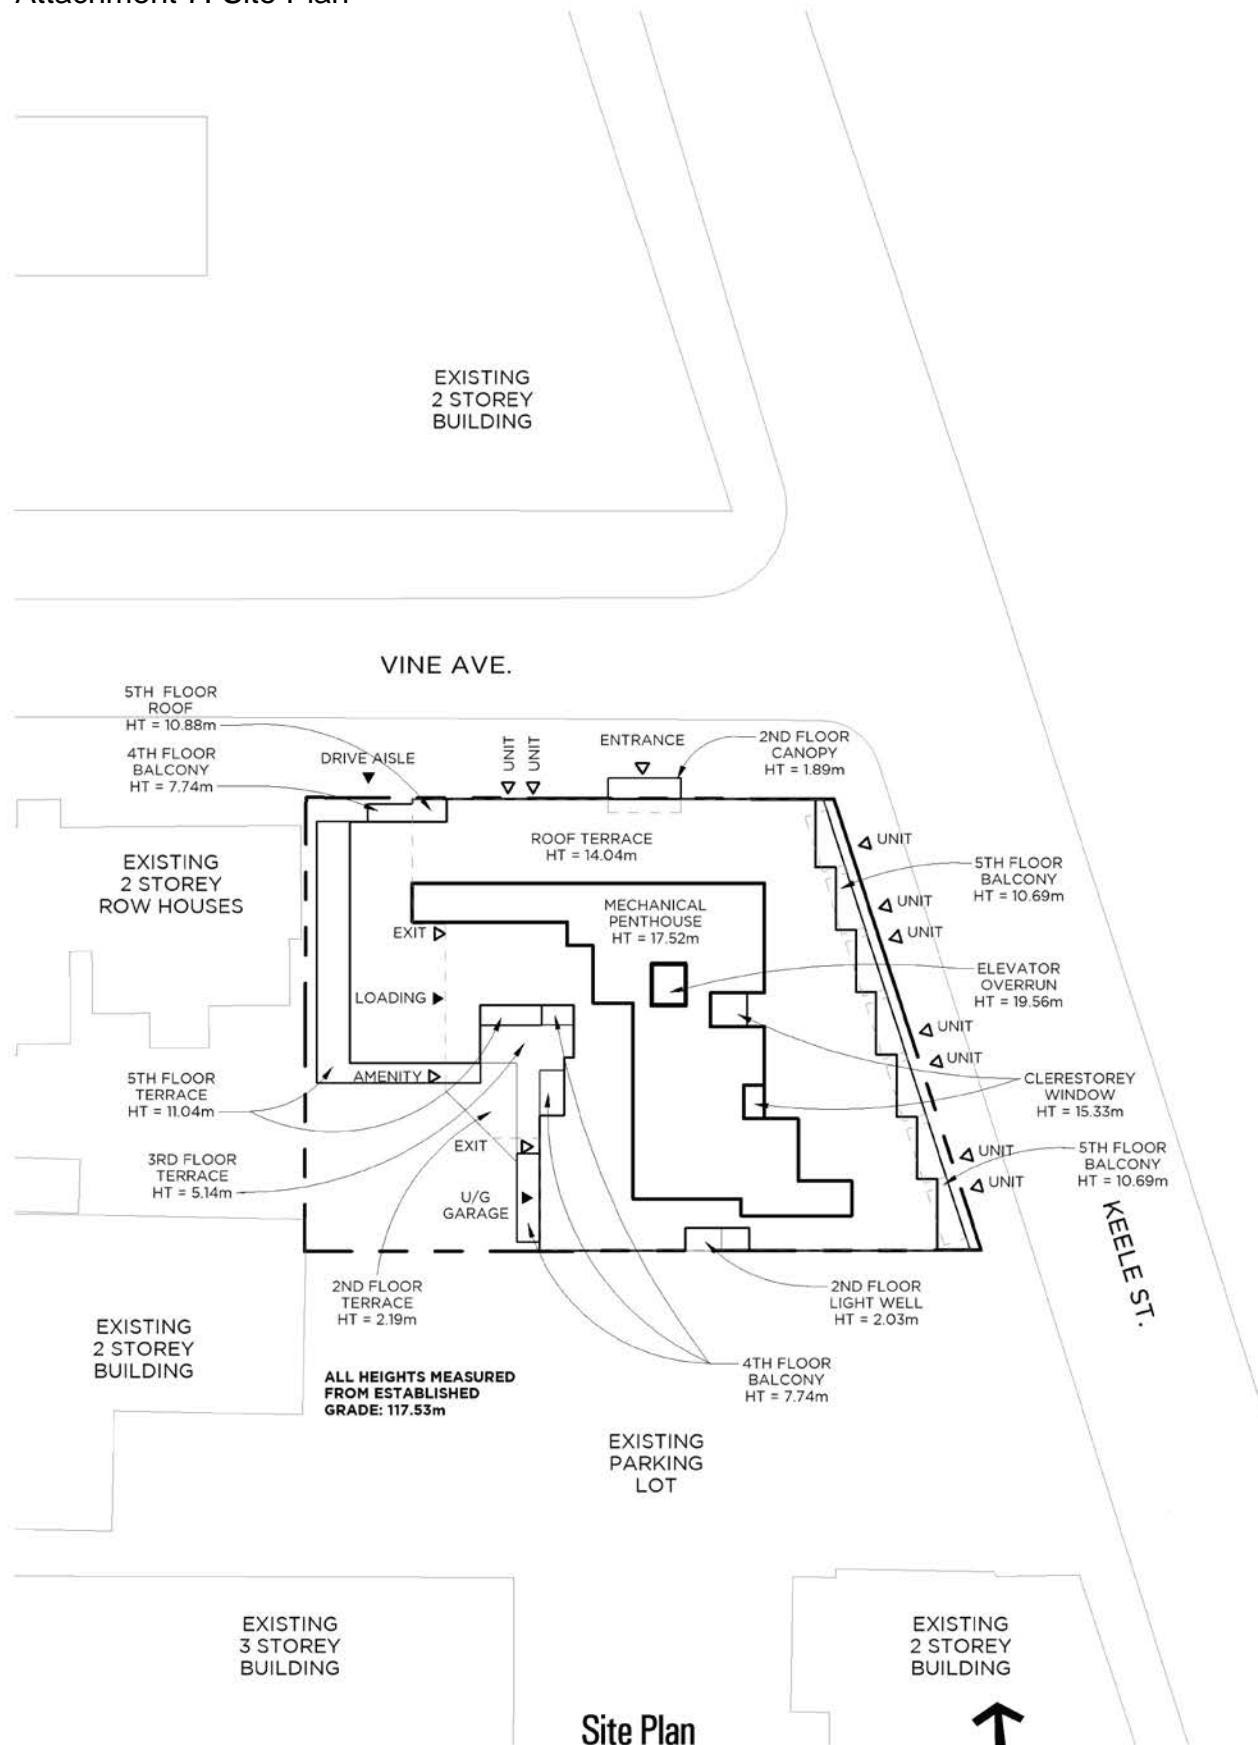 Attachment 7: Site Plan
EXISTING
2 STOREY
BUILDING
VINE AVE.
5TH FLOOR
ROOF
HT = 10.88m
4TH FLOOR
BALCONY
HT = 7.74m
DRIVE AISLE
UNIT
UNIT
ENTRANCE
2ND FLOOR
CANOPY
HT = 1.89m
EXISTING
2 STOREY
ROW HOUSES
ROOF TERRACE
HT = 14.04m
UNIT
5TH FLOOR
BALCONY
HT = 10.69m
UNIT
UNIT
MECHANICAL
PENTHOUSE
HT = 17.52m
EXIT
LOADING
ELEVATOR
OVERRUN
HT = 19.56m
UNIT
UNIT
AMENITY
5TH FLOOR
TERRACE
HT = 11.04m
CLERESTOREY
WINDOW
HT = 15.33m
EXIT
3RD FLOOR
TERRACE
HT = 5.14m
UNIT
UNIT
5TH FLOOR
BALCONY
HT = 10.69m
U/G
GARAGE
KEELE ST.
2ND FLOOR
TERRACE
HT = 2.19m
2ND FLOOR
LIGHT WELL
HT = 2.03m
EXISTING
2 STOREY
BUILDING
4TH FLOOR
BALCONY
HT = 7.74m
ALL HEIGHTS MEASURED
FROM ESTABLISHED
GRADE: 117.53m
EXISTING
PARKING
LOT
EXISTING
3 STOREY
BUILDING
EXISTING
2 STOREY
BUILDING
Site Plan